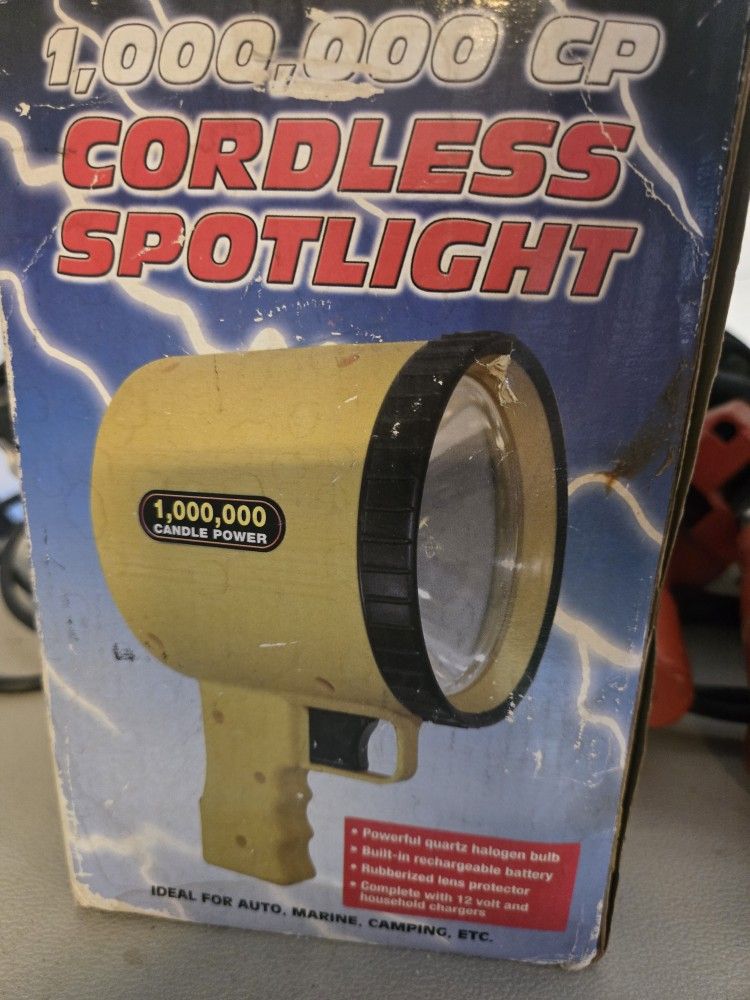 1,000,000 CP
CORDLESS
SPOTLIGHT
1,000,000
CANDLE POWER
• Powerful quartz halogen bulb
• Built-in rechargeable battery
• Rubberized lens protector
• Complete with 12 volt and
household chargers
IDEAL FOR AUTO, MARINE, CAMPING, ETC.